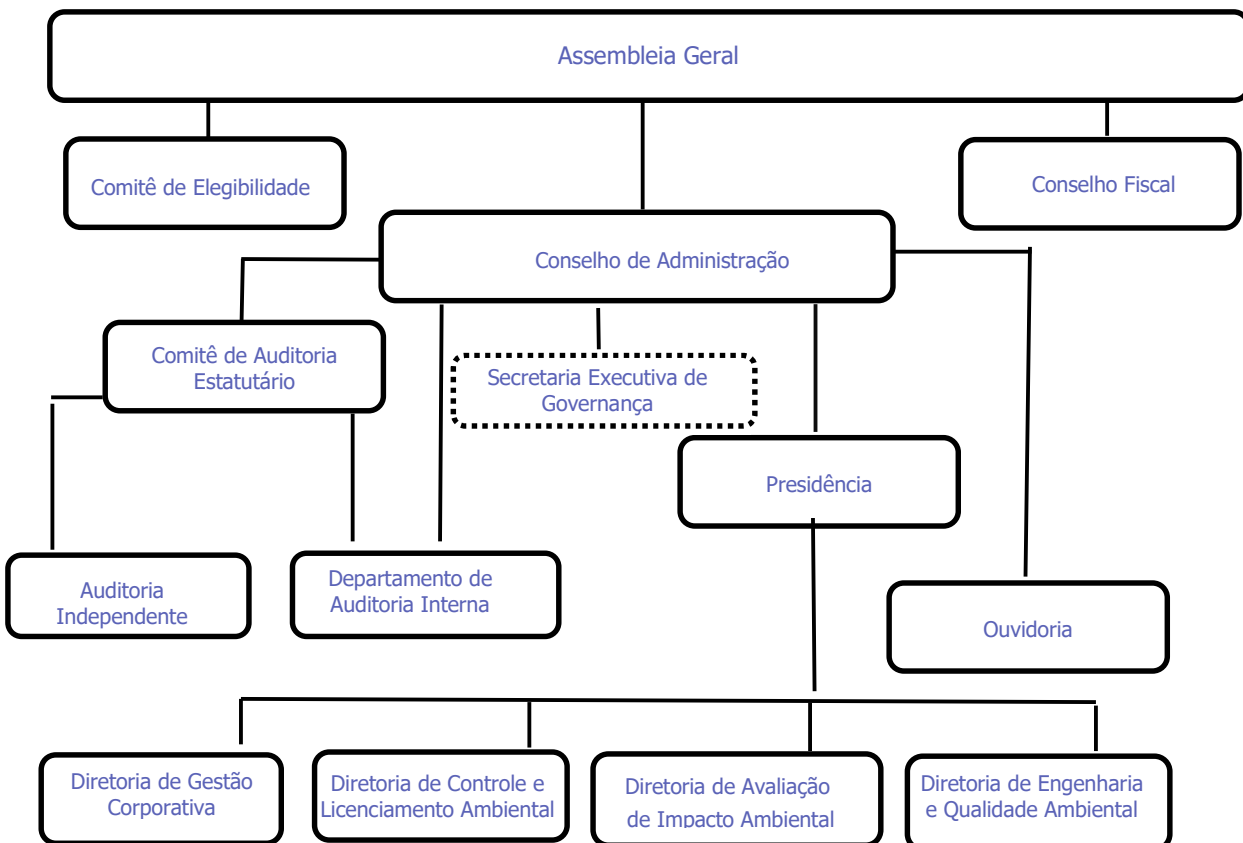 Assembleia Geral
Comitê de Elegibilidade
Conselho Fiscal
Conselho de Administração
Comitê de Auditoria
Estatutário
Secretaria Executiva de
Governança
Presidência
Auditoria
Independente
Departamento de
Auditoria Interna
Ouvidoria
Diretoria de Gestão
Corporativa
Diretoria de Controle e
Licenciamento Ambiental
Diretoria de Avaliação
de Impacto Ambiental
Diretoria de Engenharia
e Qualidade Ambiental